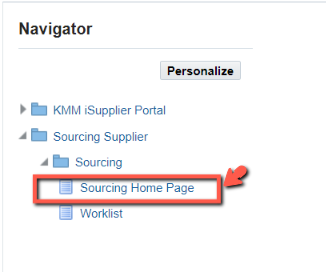 Navigator
Personalize
KMM iSupplier Portal
Sourcing Supplier
Sourcing
Sourcing Home Page
Worklist